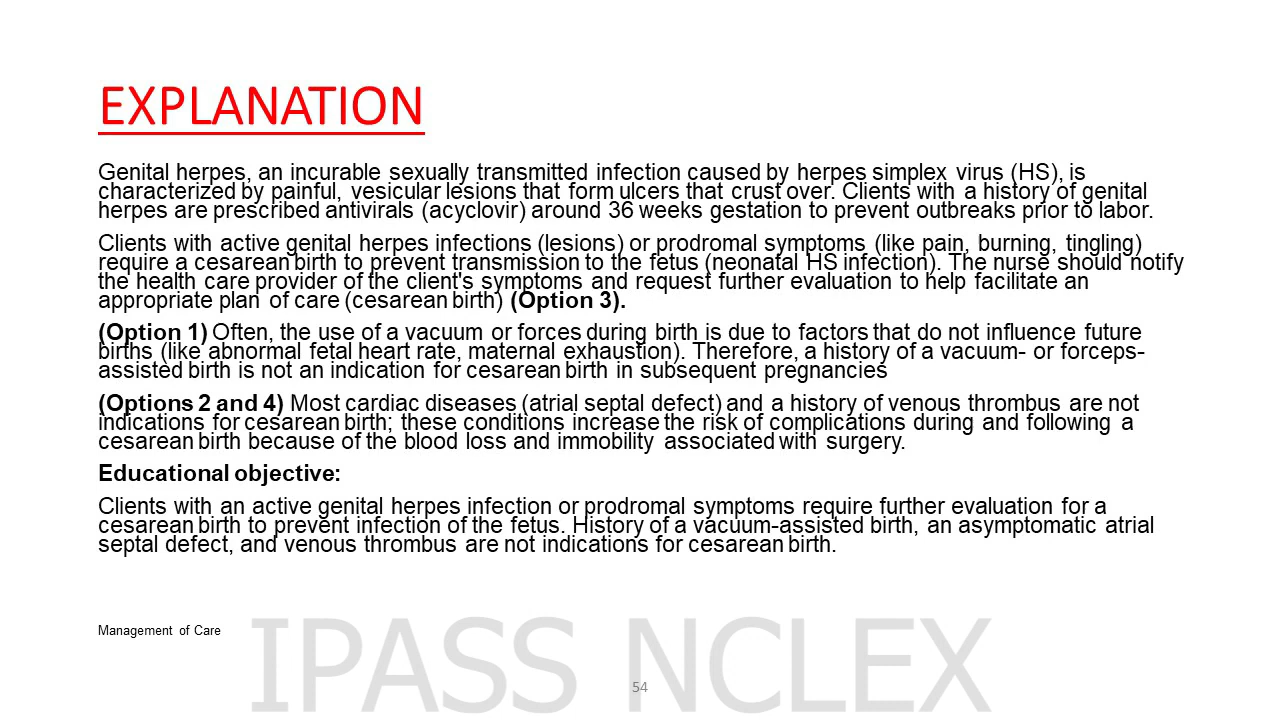 EXPLANATION
Genital herpes, an incurable sexually transmitted infection caused by herpes simplex virus (HS), is
characterized by painful, vesicular lesions that form ulcers that crust over. Clients with a history of genital
herpes are prescribed antivirals (acyclovir) around 36 weeks gestation to prevent outbreaks prior to labor.
Clients with active genital herpes infections (lesions) or prodromal symptoms (like pain, burning, tingling)
require a cesarean birth to prevent transmission to the fetus (neonatal HS infection). The nurse should notify
the health care provider of the client's symptoms and request further evaluation to help facilitate an
appropriate plan of care (cesarean birth) (Option 3).
(Option 1) Often, the use of a vacuum or forces during birth is due to factors that do not influence future
births (like abnormal fetal heart rate, maternal exhaustion). Therefore, a history of a vacuum- or forceps-
assisted birth is not an indication for cesarean birth in subsequent pregnancies
(Options 2 and 4) Most cardiac diseases (atrial septal defect) and a history of venous thrombus are not
indications for cesarean birth; these conditions increase the risk of complications during and following a
cesarean birth because of the blood loss and immobility associated with surgery.
Educational objective:
Clients with an active genital herpes infection or prodromal symptoms require further evaluation for a
cesarean birth to prevent infection of the fetus. History of a vacuum-assisted birth, an asymptomatic atrial
septal defect, and venous thrombus are not indications for cesarean birth.
Management of Care
IPASS NCLEX
54